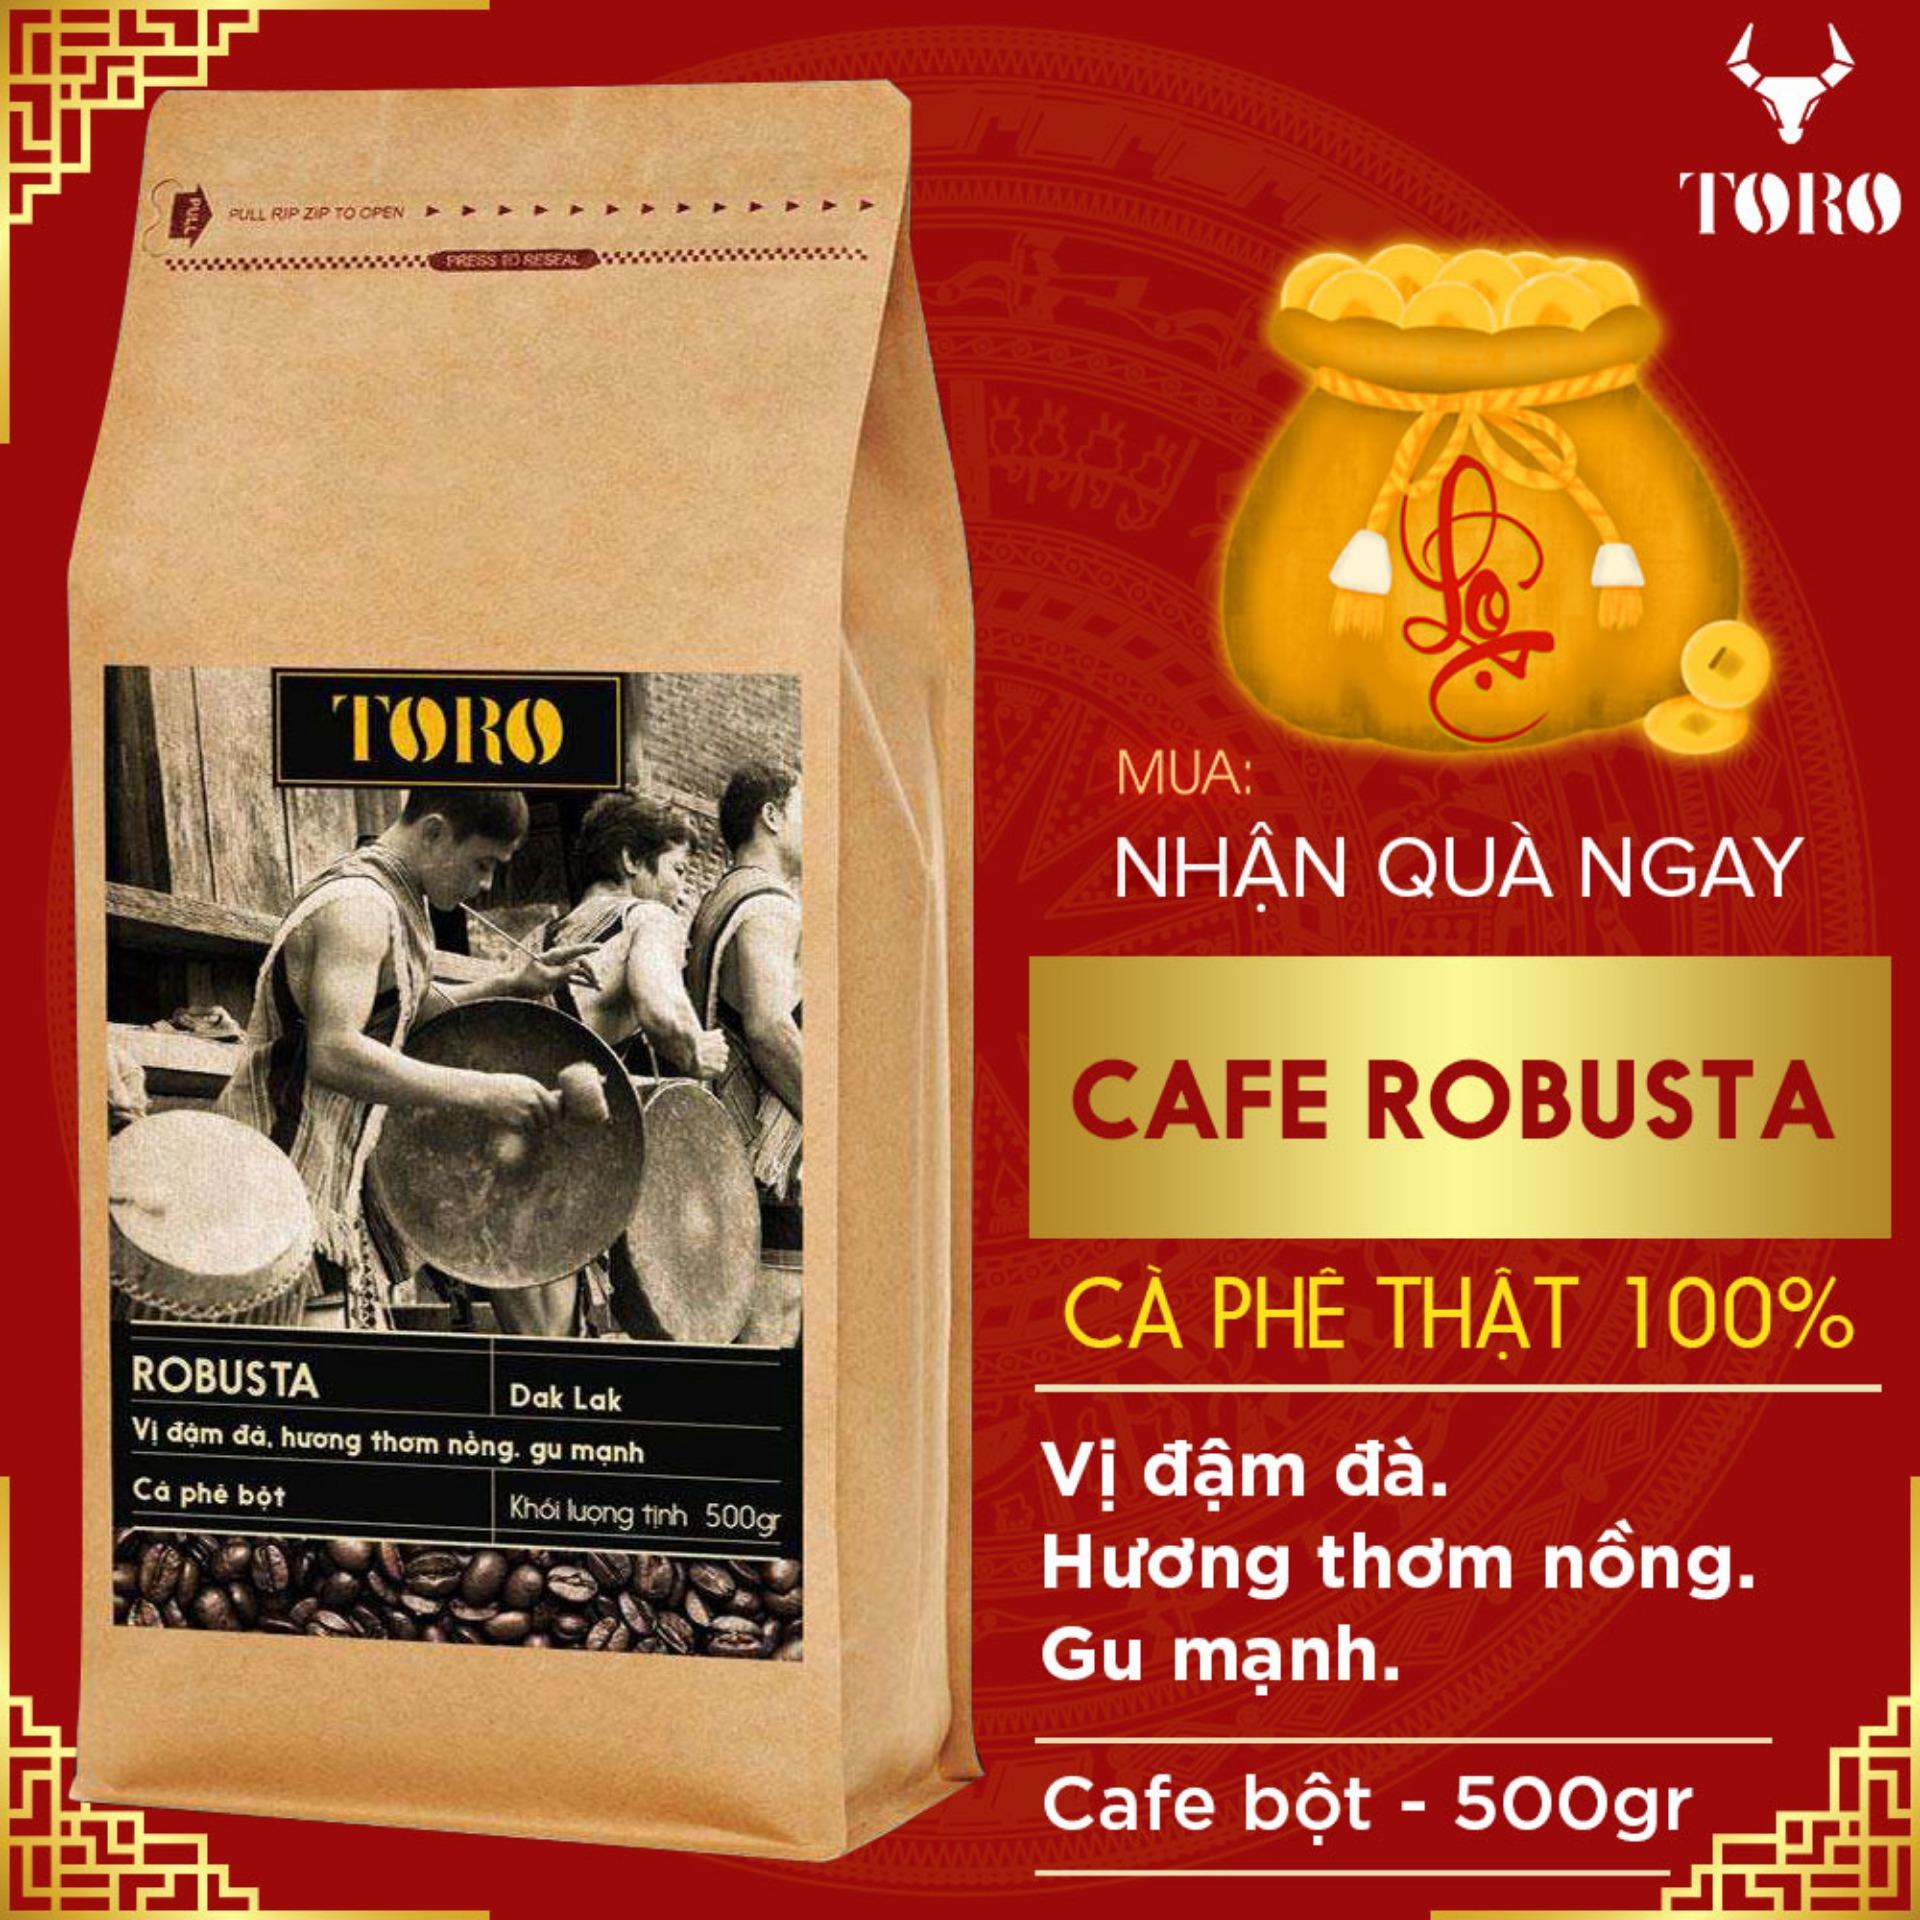 TORO
PULL
PULL RIP ZIP TO OPEN
PRESS TO RESEAL
TORO
ROBUSTA
Dak Lak
Vị đậm đà, hương thơm nồng. gu mạnh
Cà phê bột
Khối lượng tịnh 500gr
Lộc
MUA:
NHẬN QUÀ NGAY
CAFE ROBUSTA
CÀ PHÊ THẬT 100%
Vị đậm đà.
Hương thơm nồng.
Gu mạnh.
Cafe bột - 500gr